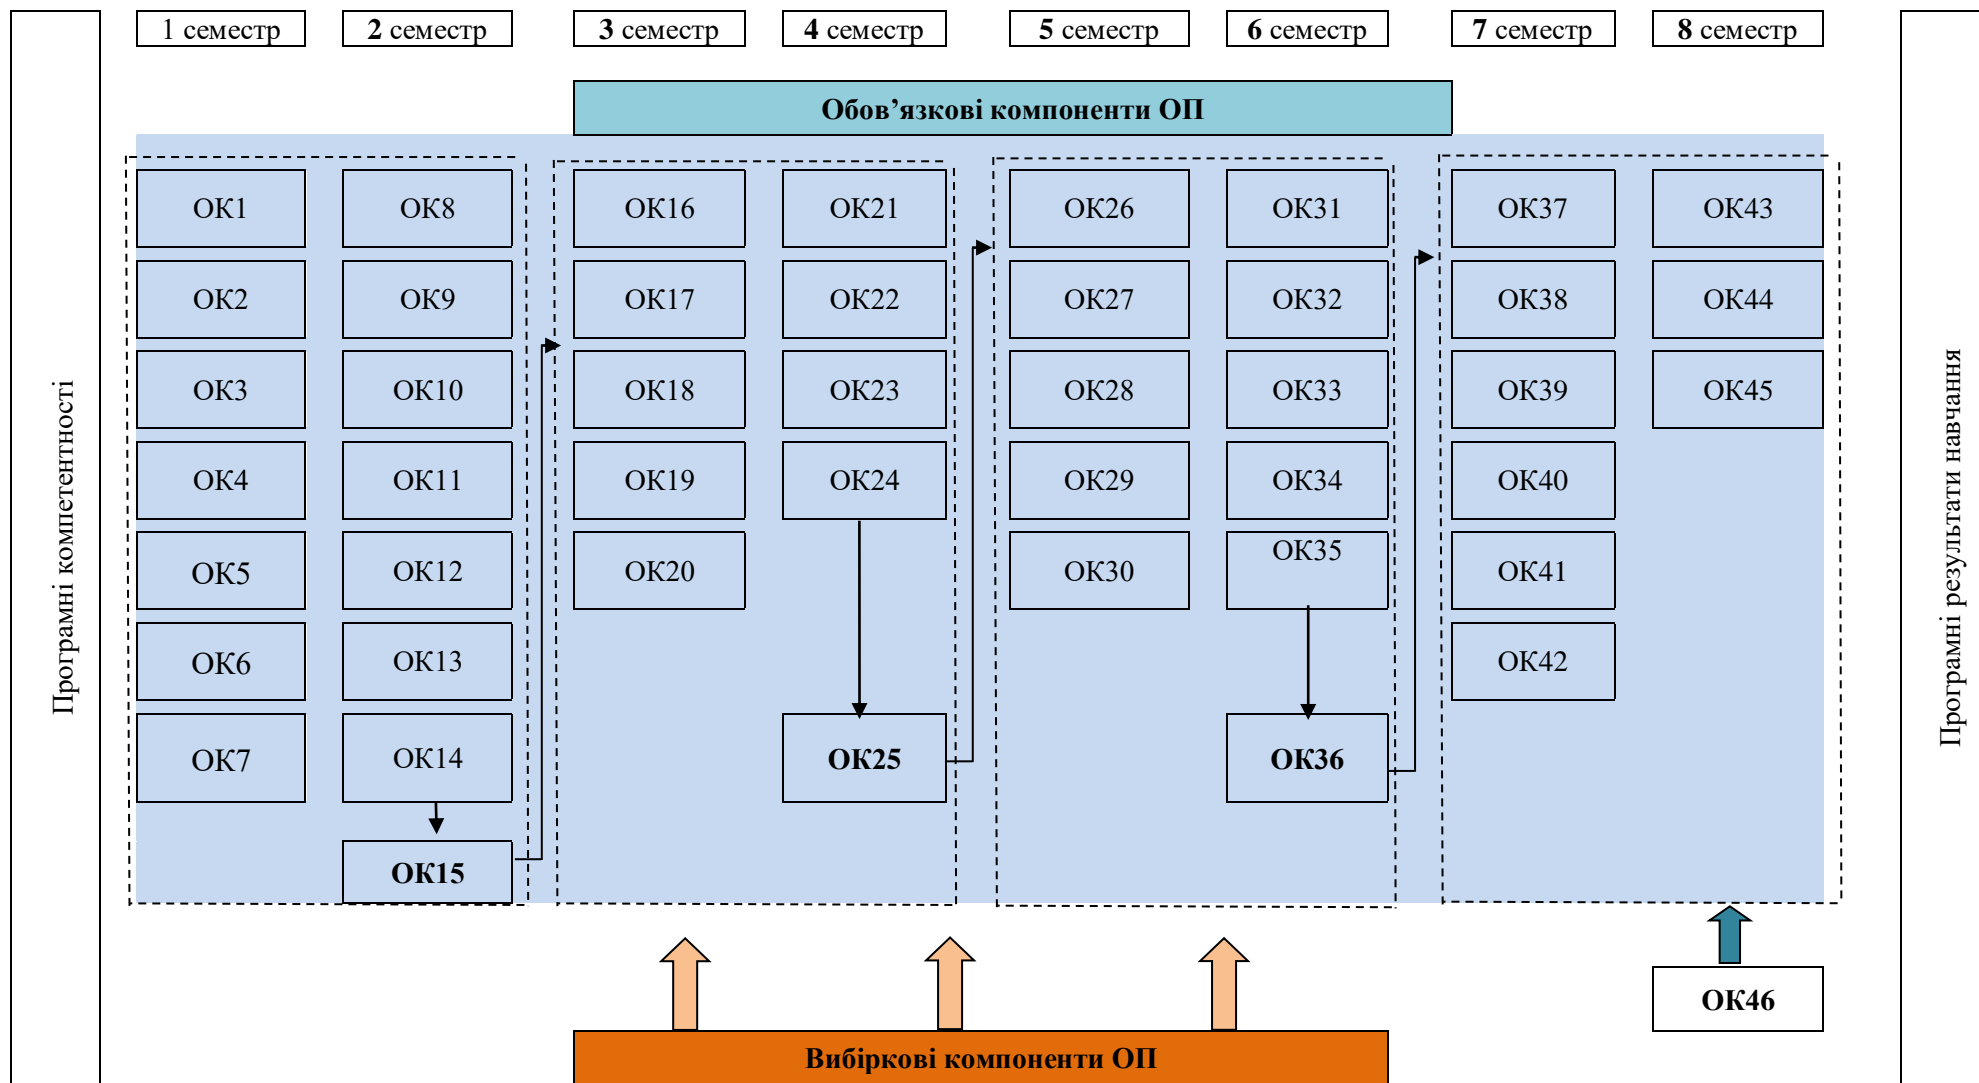 1 семестр
2 семестр
3 семестр
4 семестр
5 семестр
6 семестр
7 семестр
8 семестр
Обов’язкові компоненти ОП
Програмні компетентності
Програмні результати навчання
ОК1
ОК8
ОК16
ОК21
ОК26
ОК31
ОК37
ОК43
ОК2
ОК9
ОК17
ОК22
ОК27
ОК32
ОК38
ОК44
ОК3
ОК10
ОК18
ОК23
ОК28
ОК33
ОК39
ОК45
ОК4
ОК11
ОК19
ОК24
ОК29
ОК34
ОК40
ОК5
ОК12
ОК20
ОК30
ОК35
ОК41
ОК6
ОК13
ОК42
ОК7
ОК14
ОК25
ОК36
ОК15
ОК46
Вибіркові компоненти ОП